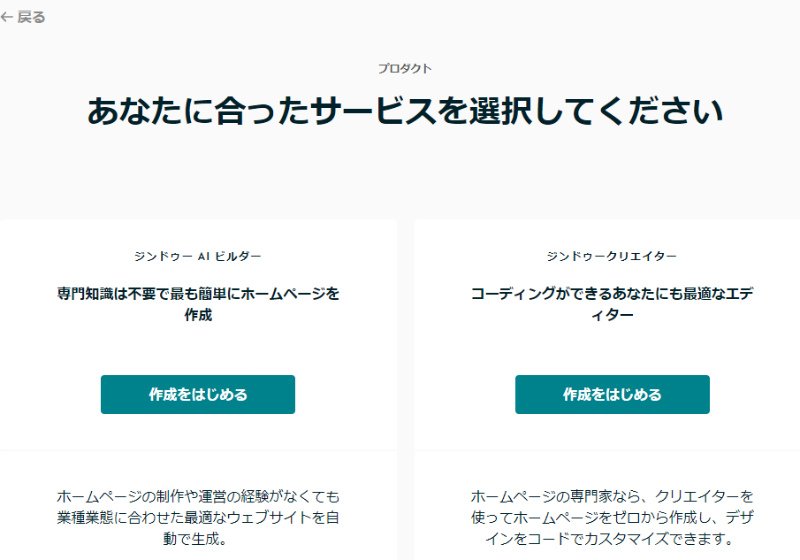 ← 戻る
プロダクト
あなたに合ったサービスを選択してください
ジンドゥー AI ビルダー
専門知識は不要で最も簡単にホームページを
作成
作成をはじめる
ホームページの制作や運営の経験がなくても
業種業態に合わせた最適なウェブサイトを自
動で生成。
ジンドゥークリエイター
コーディングができるあなたにも最適なエデ
ィター
作成をはじめる
ホームページの専門家なら、クリエイターを
使ってホームページをゼロから作成し、デザ
インをコードでカスタマイズできます。